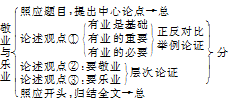 照应题目,提出中心论点→总
有业是基础
论述观点① 有业的重要
有业的必要
正反对比
举例论证
敬业与乐业
分
论述观点②:要敬业
论述观点③:要乐业
层次论证
照应开头,归结全文→总